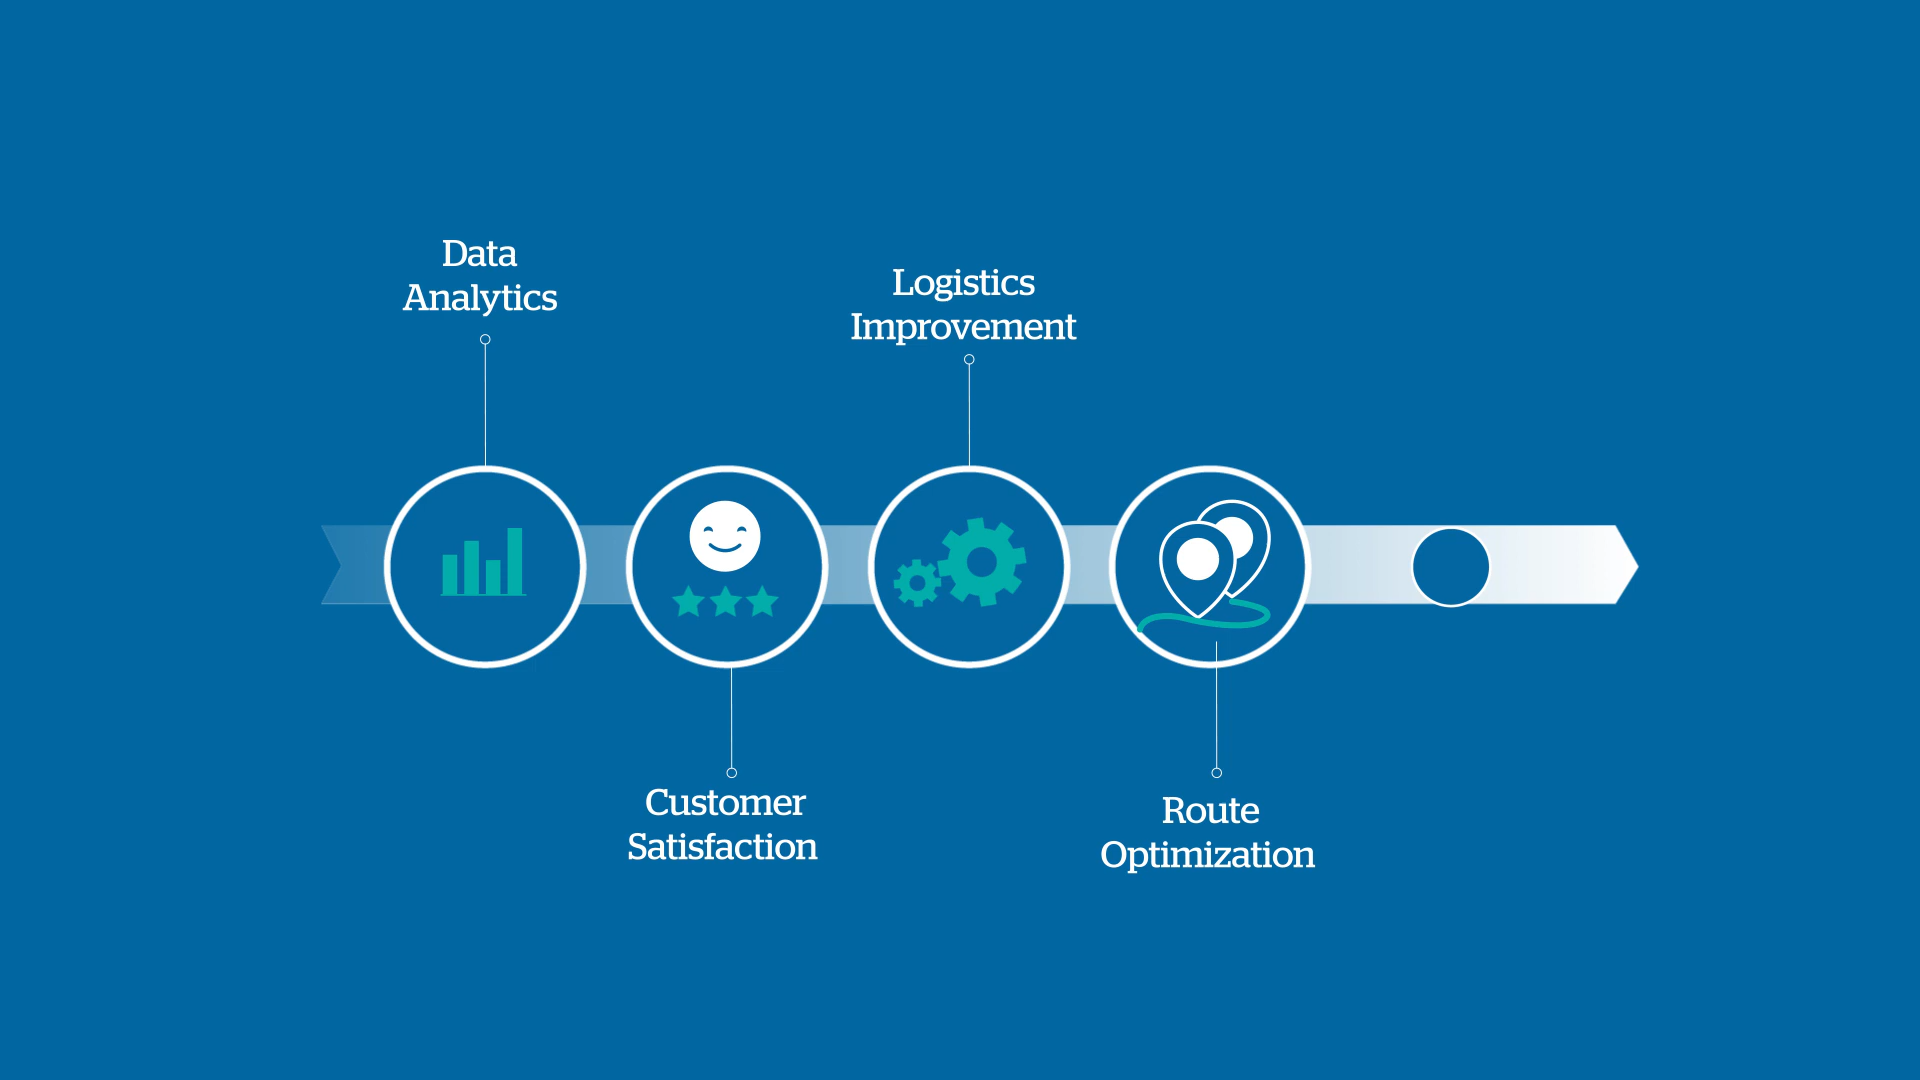 Data
Analytics
Customer
Satisfaction
Logistics
Improvement
Route
Optimization